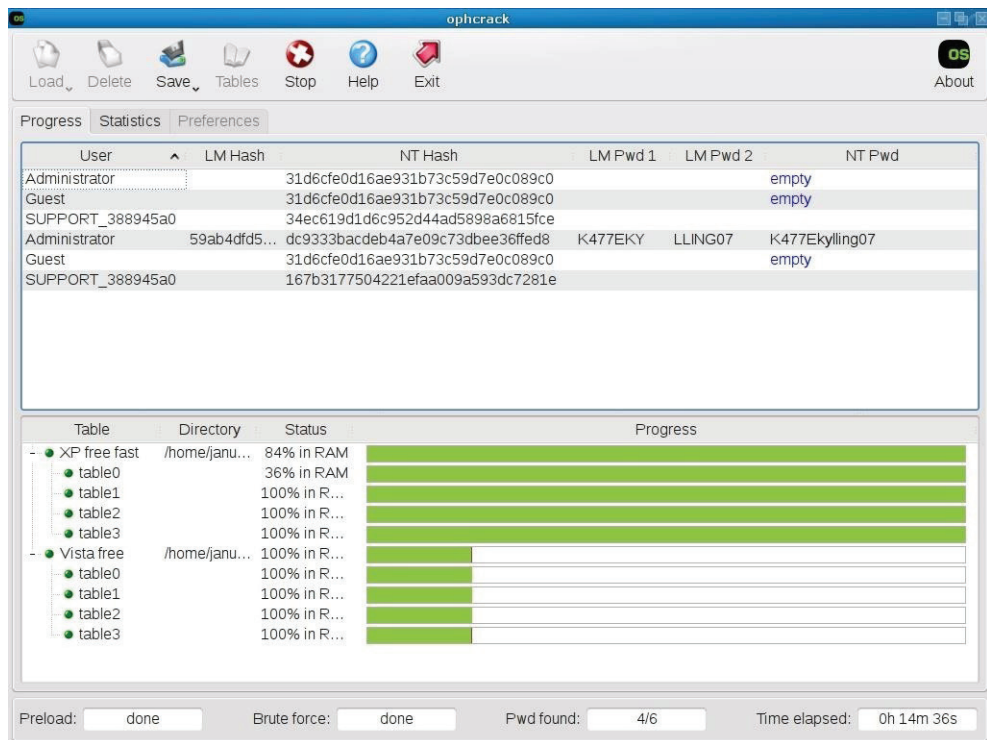 os ophcrack
os
Load Delete Save Tables Stop Help Exit About
Progress Statistics Preferences
User LM Hash NT Hash LM Pwd 1 LM Pwd 2 NT Pwd
Administrator 31d6cfe0d16ae931b73c59d7e0c089c0 empty
Guest 31d6cfe0d16ae931b73c59d7e0c089c0 empty
SUPPORT_388945a0 34ec619d1d6c952d44ad5898a6815fce
Administrator 59ab4dfd5... dc9333bacdeb4a7e09c73dbee36ffed8 K477EKY LLING07 K477Ekylling07
Guest 31d6cfe0d16ae931b73c59d7e0c089c0 empty
SUPPORT_388945a0 167b3177504221efaa009a593dc7281e
Table Directory Status Progress
XP free fast /home/janu... 84% in RAM
table0 36% in RAM
table1 100% in R...
table2 100% in R...
table3 100% in R...
Vista free /home/janu... 100% in R...
table0 100% in R...
table1 100% in R...
table2 100% in R...
table3 100% in R...
Preload: done Brute force: done Pwd found: 4/6 Time elapsed: 0h 14m 36s